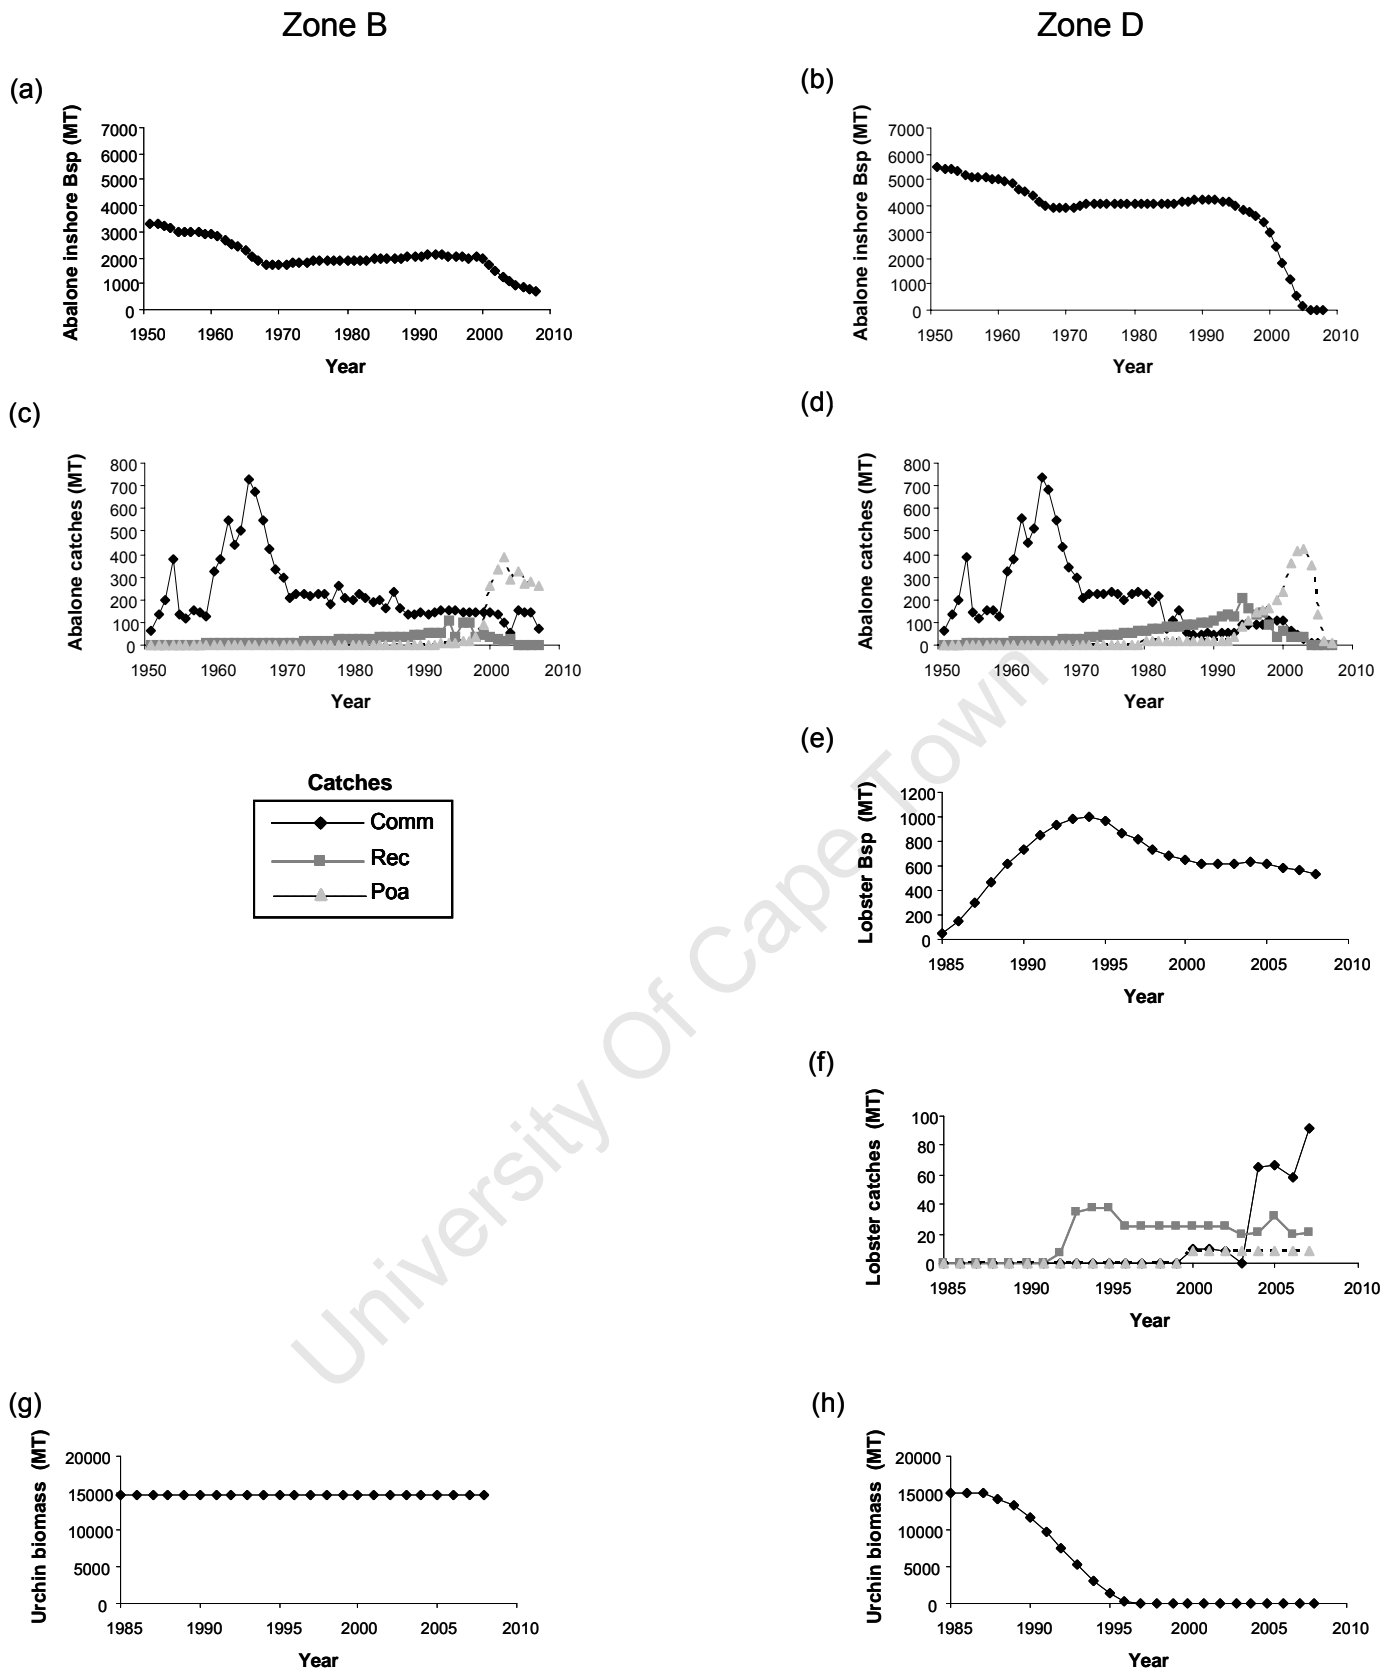 Zone B
Zone D
(a)
Abalone inshore Bsp (MT)
7000
6000
5000
4000
3000
2000
1000
0
1950 1960 1970 1980 1990 2000 2010
Year
(b)
Abalone inshore Bsp (MT)
7000
6000
5000
4000
3000
2000
1000
0
1950 1960 1970 1980 1990 2000 2010
Year
(c)
Abalone catches (MT)
800
700
600
500
400
300
200
100
0
1950 1960 1970 1980 1990 2000 2010
Year
(d)
Abalone catches (MT)
800
700
600
500
400
300
200
100
0
1950 1960 1970 1980 1990 2000 2010
Year
Catches
Comm
Rec
Poa
(e)
Lobster Bsp (MT)
1200
1000
800
600
400
200
0
1985 1990 1995 2000 2005 2010
Year
(f)
Lobster catches (MT)
100
80
60
40
20
0
1985 1990 1995 2000 2005 2010
Year
(g)
Urchin biomass (MT)
20000
15000
10000
5000
0
1985 1990 1995 2000 2005 2010
Year
(h)
Urchin biomass (MT)
20000
15000
10000
5000
0
1985 1990 1995 2000 2005 2010
Year
University Of Cape Town